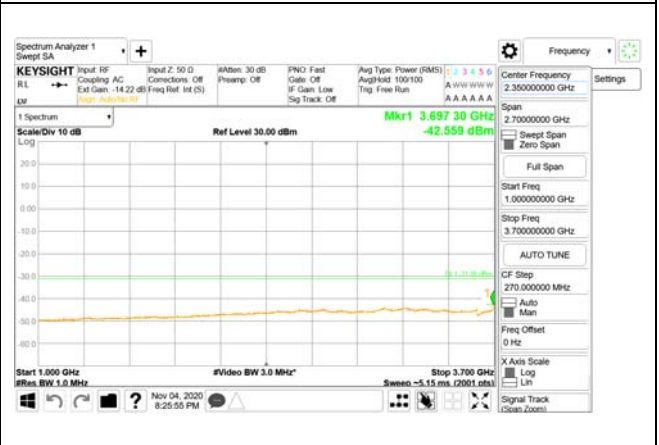 Spectrum Analyzer 1
Swept SA
Frequency
KEYSIGHT
Input: RF
Input Z: 50 Ω
#Atten: 30 dB
PNO: Fast
Avg Type: Power (RMS)
1 2 3 4 5 6
RL
Coupling: AC
Corrections: Off
Preamp: Off
Gate: Off
Avg|Hold: 100/100
A WWWWW
Ext Gain: -14.22 dB
Freq Ref: Int (S)
IF Gain: Low
Trig: Free Run
Align: Auto/No RF
Sig Track: Off
A A A A A A
Center Frequency
2.350000000 GHz
Settings
Span
2.70000000 GHz
Swept Span
Zero Span
Full Span
Start Freq
1.000000000 GHz
Stop Freq
3.700000000 GHz
AUTO TUNE
CF Step
270.000000 MHz
Auto
Man
Freq Offset
0 Hz
X Axis Scale
Log
Lin
Signal Track
(Span Zoom)
1 Spectrum
Mkr1 3.697 30 GHz
Scale/Div 10 dB
Ref Level 30.00 dBm
-42.559 dBm
Log
20.0
10.0
0.00
-10.0
-20.0
-30.0
-40.0
-50.0
-60.0
1
Start 1.000 GHz
#Video BW 3.0 MHz*
Stop 3.700 GHz
#Res BW 1.0 MHz
Sweep ~5.15 ms (2001 pts)
?
Nov 04, 2020
8:25:55 PM